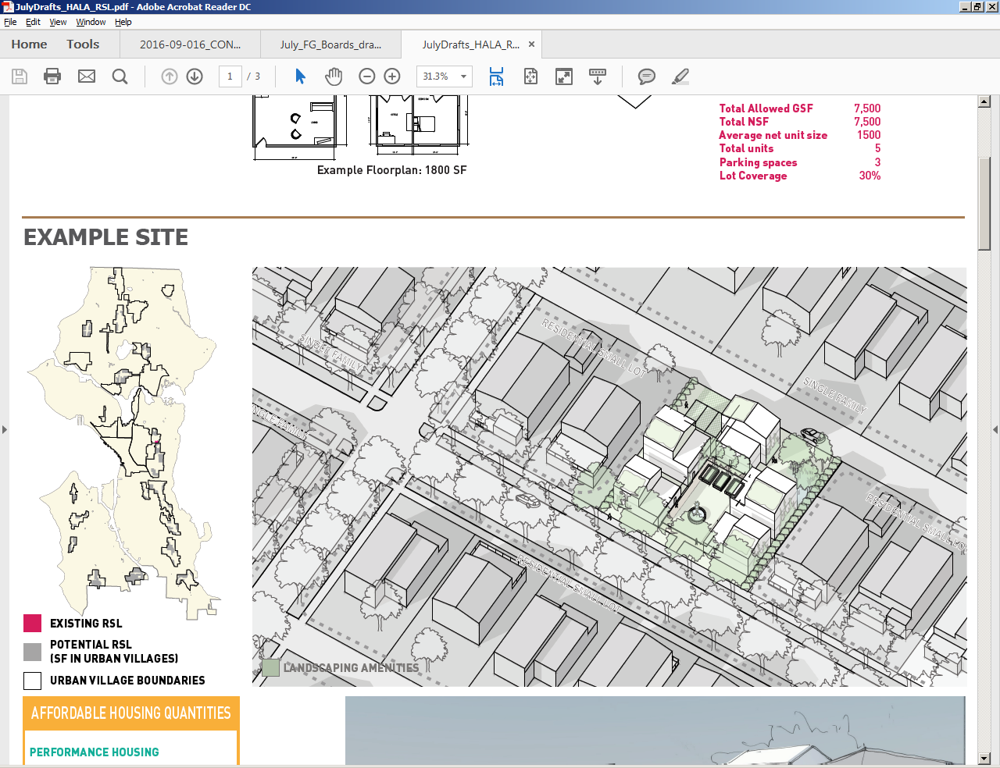 JulyDrafts_HALA_RSL.pdf - Adobe Acrobat Reader DC
File Edit View Window Help
Home Tools 2016-09-016_CON... July_FG_Boards_dra... JulyDrafts_HALA_R... ×
1 / 3 31.3%
LIVING
OFFICE
BEDROOM
Example Floorplan: 1800 SF
Total Allowed GSF 7,500
Total NSF 7,500
Average net unit size 1500
Total units 5
Parking spaces 3
Lot Coverage 30%
EXAMPLE SITE
EXISTING RSL
POTENTIAL RSL
(SF IN URBAN VILLAGES)
URBAN VILLAGE BOUNDARIES
SINGLE FAMILY
RESIDENTIAL SMALL LOT
SINGLE FAMILY
SINGLE FAMILY
RESIDENTIAL SMALL LOT
RESIDENTIAL SMALL LOT
LANDSCAPING AMENITIES
AFFORDABLE HOUSING QUANTITIES
PERFORMANCE HOUSING